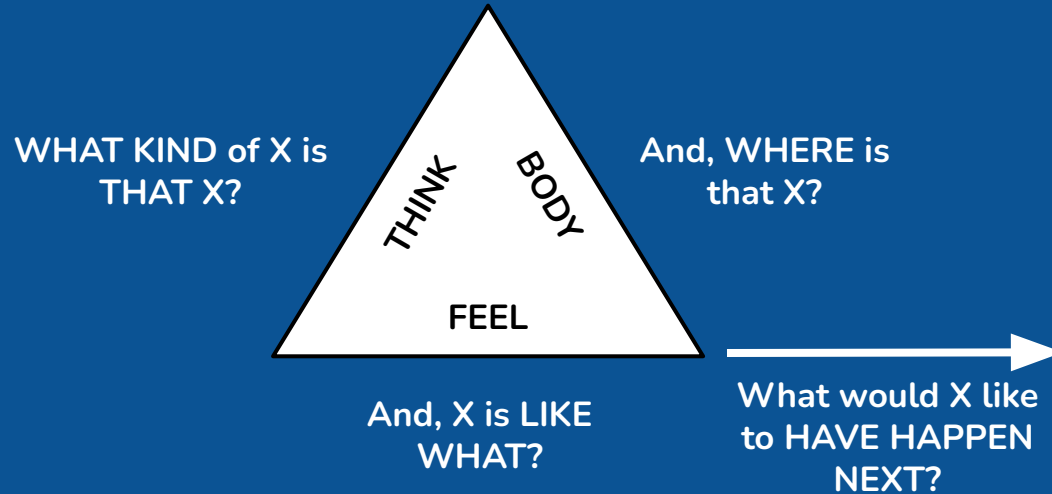 WHAT KIND of X is
THAT X?
THINK
BODY
And, WHERE is
that X?
FEEL
And, X is LIKE
WHAT?
What would X like
to HAVE HAPPEN
NEXT?